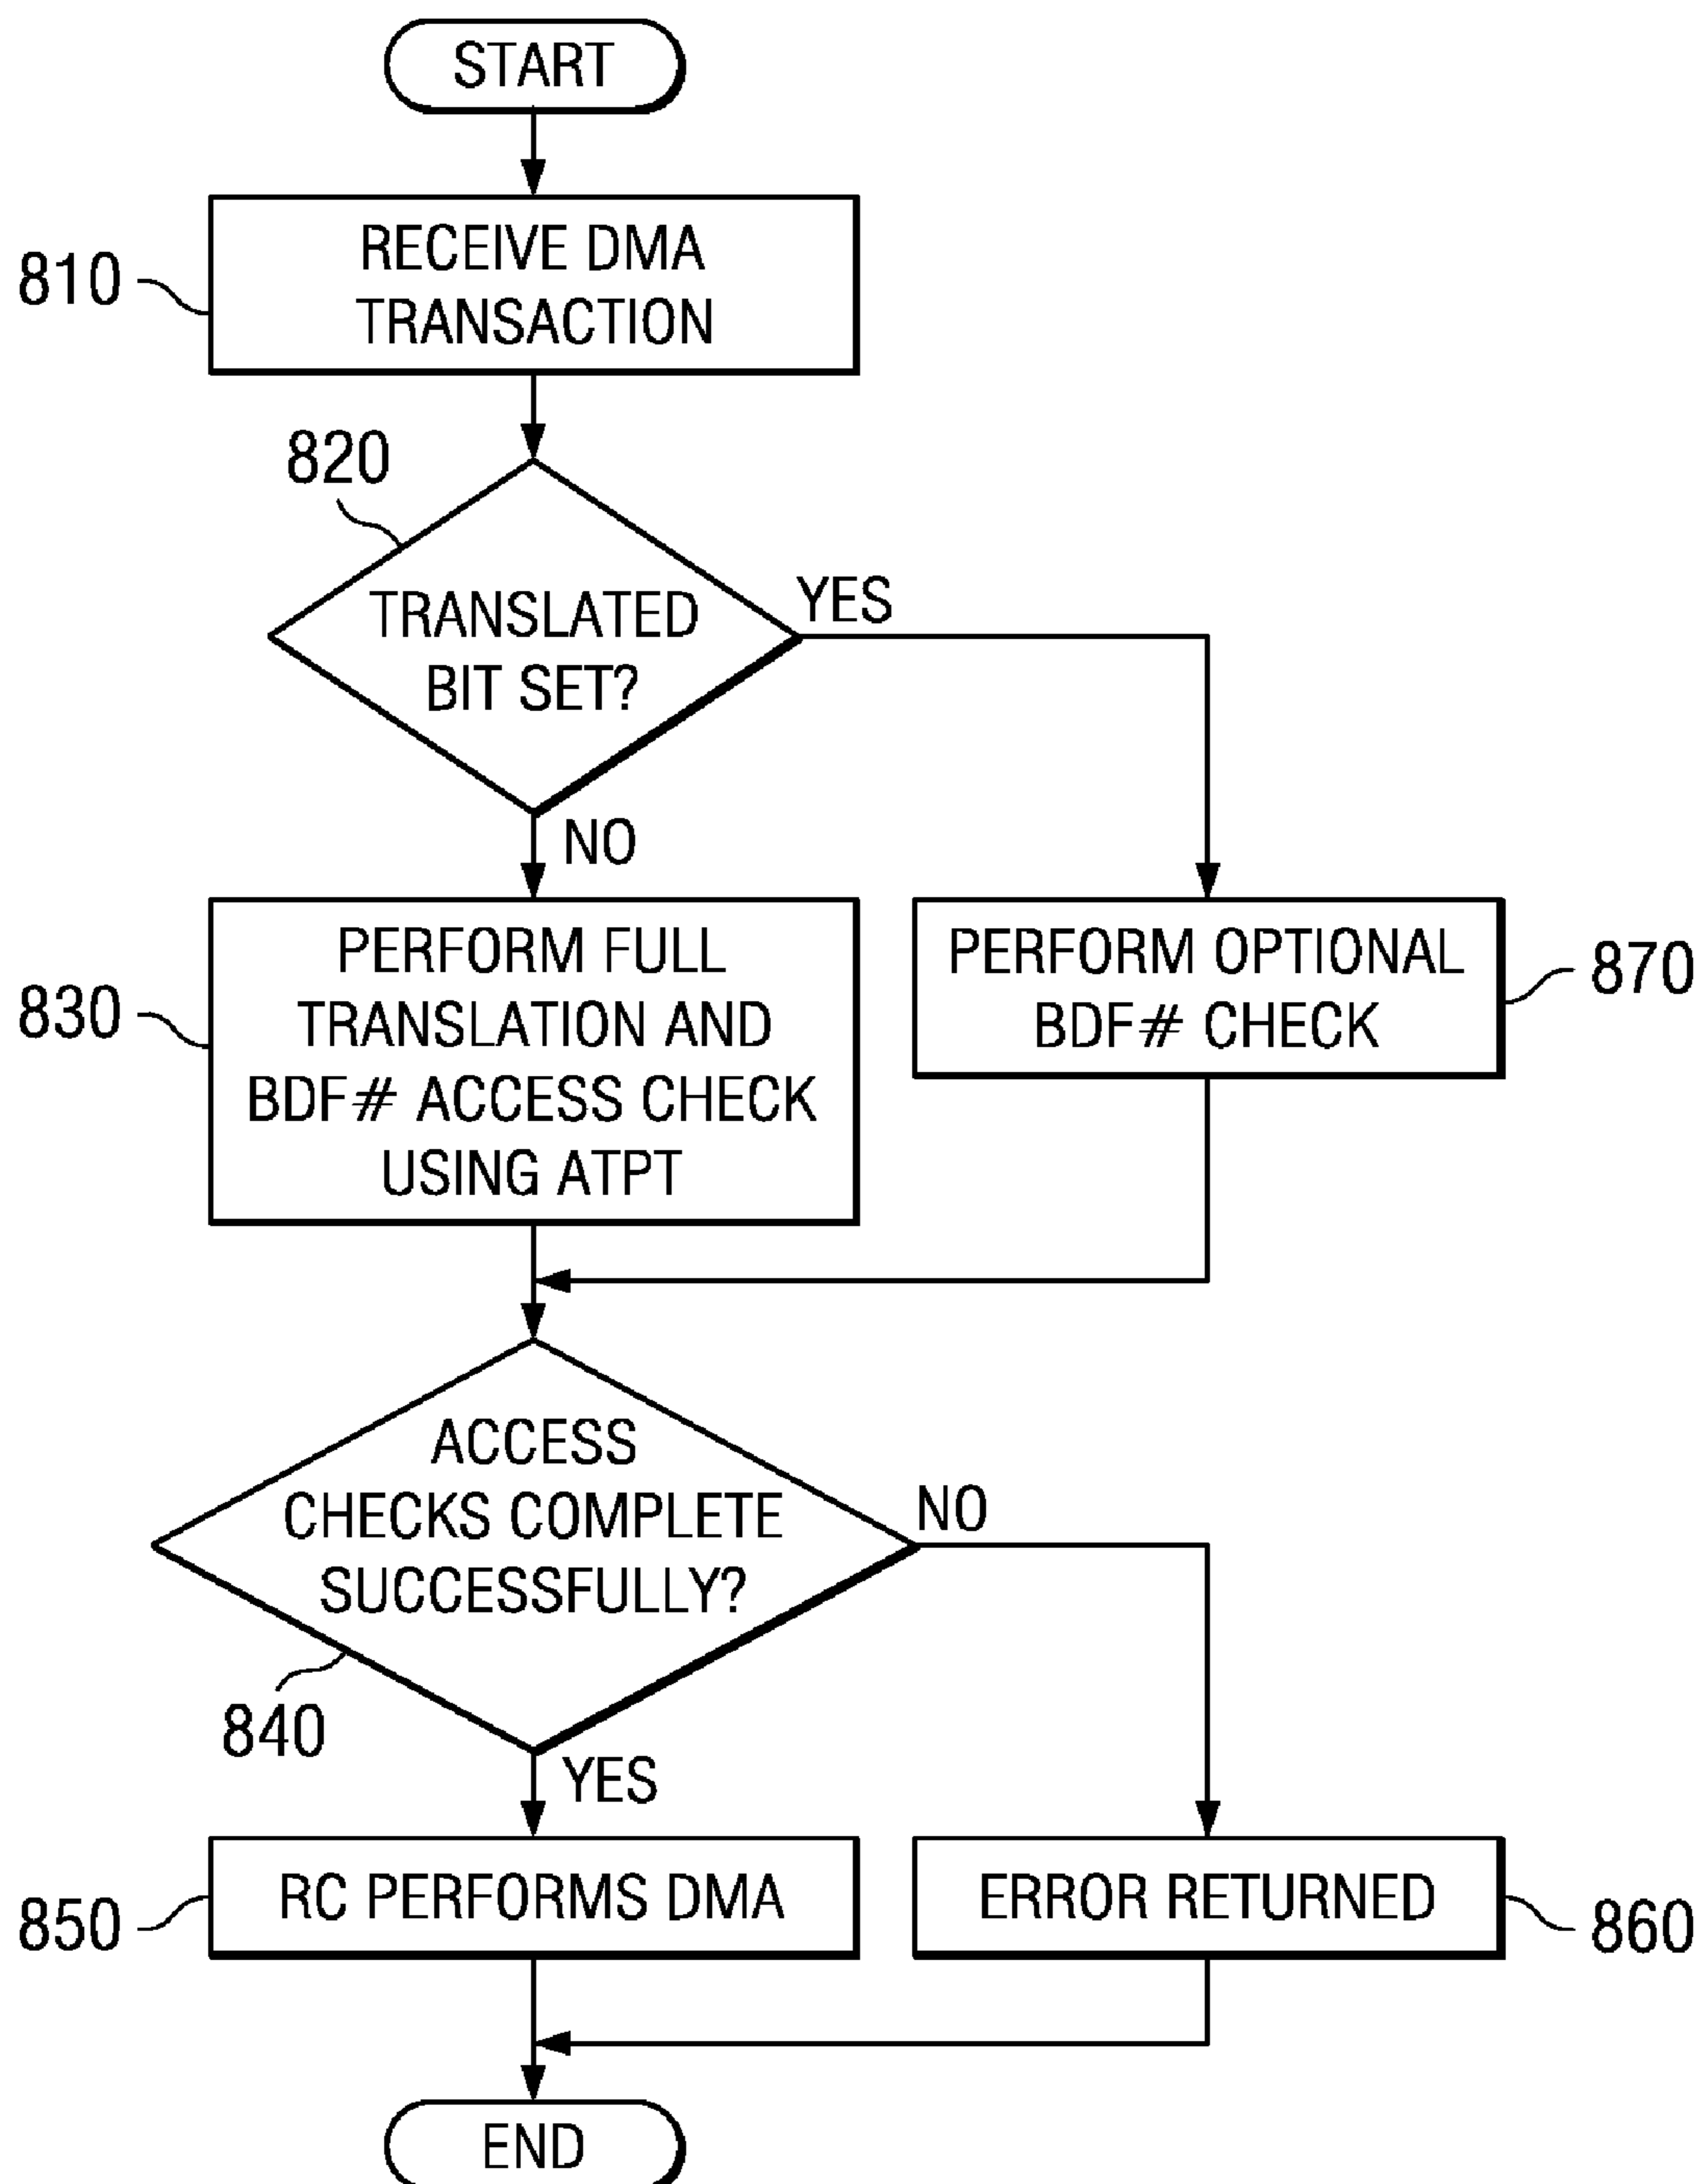 START
810
RECEIVE DMA
TRANSACTION
820
TRANSLATED
BIT SET?
YES
NO
830
PERFORM FULL
TRANSLATION AND
BDF# ACCESS CHECK
USING ATPT
PERFORM OPTIONAL
BDF# CHECK
870
ACCESS
CHECKS COMPLETE
SUCCESSFULLY?
NO
840
YES
850
RC PERFORMS DMA
ERROR RETURNED
860
END